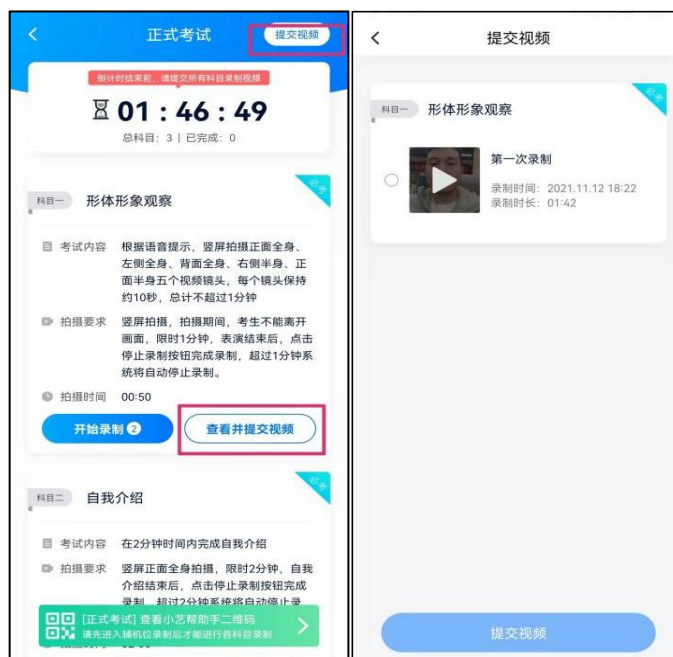 正式考试
提交视频
倒计时结束前，请提交所有科目录制视频
01 : 46 : 49
总科目：3 | 已完成：0
必考
科目一 形体形象观察
考试内容 根据语音提示，竖屏拍摄正面全身、
左侧全身、背面全身、右侧半身、正
面半身五个视频镜头，每个镜头保持
约10秒，总计不超过1分钟
拍摄要求 竖屏拍摄，拍摄期间，考生不能离开
画面，限时1分钟，表演结束后，点击
停止录制按钮完成录制，超过1分钟系
统将自动停止录制。
拍摄时间 00:50
开始录制 2
查看并提交视频
必考
科目二 自我介绍
考试内容 在2分钟时间内完成自我介绍
拍摄要求 竖屏正面全身拍摄，限时2分钟，自我
介绍结束后，点击停止录制按钮完成
录制，超过2分钟系统将自动停止录
[正式考试] 查看小艺帮助手二维码
请先进入辅机位录制后才能进行各科目录制
提交视频
必考
科目一 形体形象观察
第一次录制
录制时间：2021.11.12 18:22
录制时长：01:42
提交视频